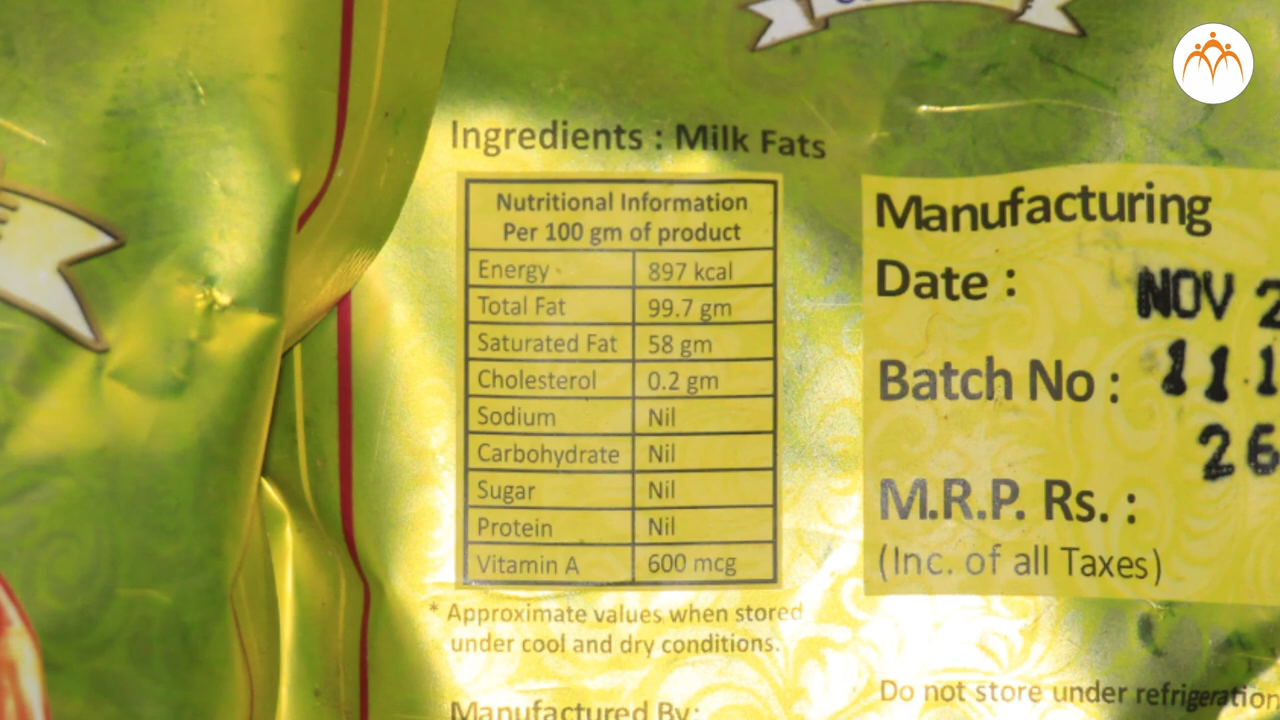 Ingredients : Milk Fats
Nutritional Information
Per 100 gm of product
Energy 897 kcal
Total Fat 99.7 gm
Saturated Fat 58 gm
Cholesterol 0.2 gm
Sodium Nil
Carbohydrate Nil
Sugar Nil
Protein Nil
Vitamin A 600 mcg
* Approximate values when stored
under cool and dry conditions.
Manufactured By:
Manufacturing
Date : NOV 2
Batch No : 11 1
26
M.R.P. Rs. :
(Inc. of all Taxes)
Do not store under refrigeration